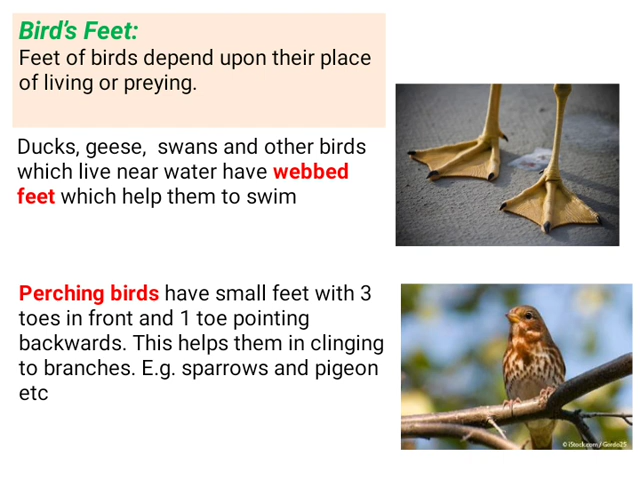 Bird's Feet:
Feet of birds depend upon their place
of living or preying.
Ducks, geese,  swans and other birds
which live near water have webbed
feet which help them to swim
Perching birds have small feet with 3
toes in front and 1 toe pointing
backwards. This helps them in clinging
to branches. E.g. sparrows and pigeon
etc
© iStock.com / Gordo25